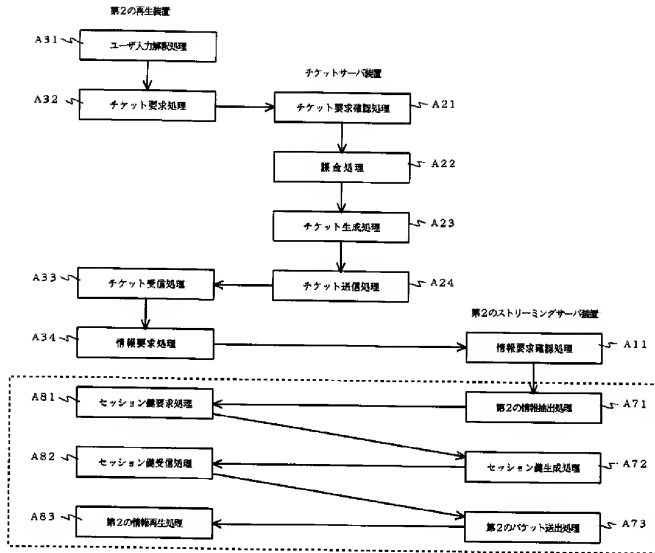 第2の再生装置
A31
ユーザ入力解釈処理
チケットサーバ装置
A32
チケット要求処理
チケット要求確認処理
A21
課金処理
A22
チケット生成処理
A23
A33
チケット受信処理
チケット送信処理
A24
第2のストリーミングサーバ装置
A34
情報要求処理
情報要求確認処理
A11
A81
セッション鍵要求処理
第2の情報抽出処理
A71
A82
セッション鍵受信処理
セッション鍵生成処理
A72
A83
第2の情報再生処理
第2のパケット送出処理
A73